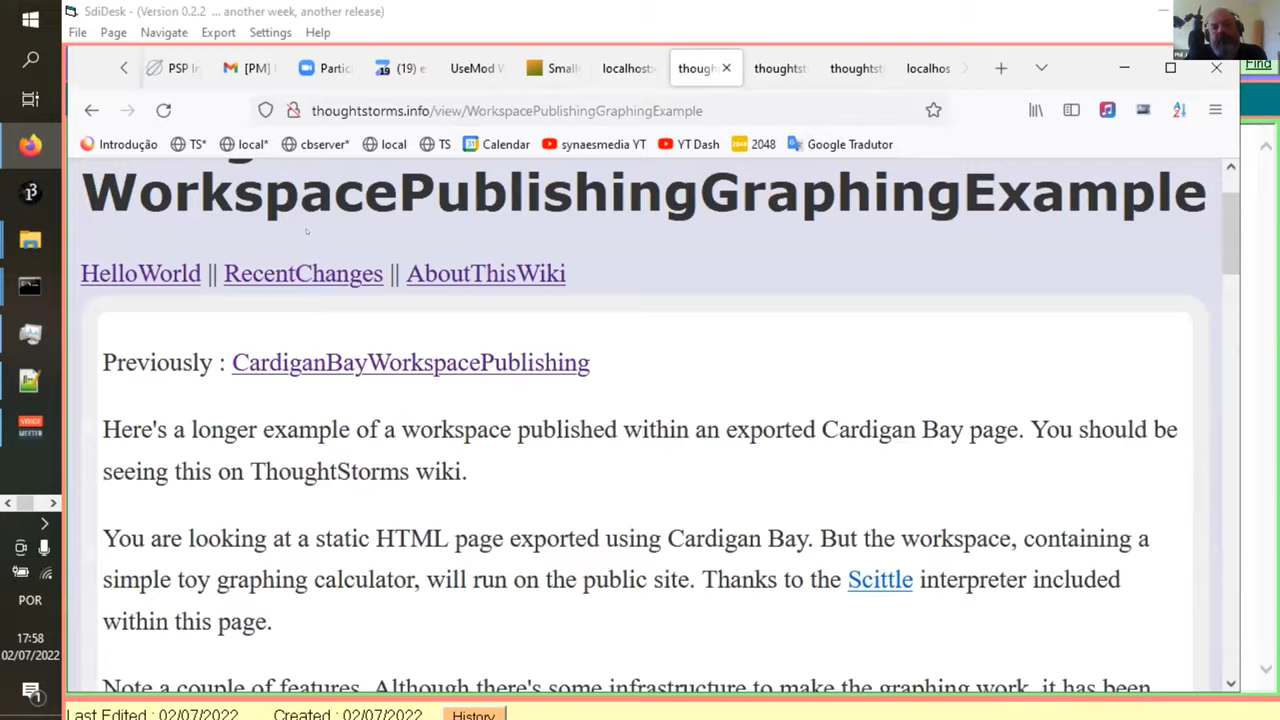 SdiDesk - (Version 0.2.2 ... another week, another release)
File Page Navigate Export Settings Help
PSP In [PM] Partic (19) e UseMod V Small localhost: though × thoughtst thoughtst localhos
Find
thoughtstorms.info/view/WorkspacePublishingGraphingExample
Introdução TS* local* cbserver* local TS Calendar synaesmedia YT YT Dash 2048 Google Tradutor
WorkspacePublishingGraphingExample
HelloWorld || RecentChanges || AboutThisWiki
Previously : CardiganBayWorkspacePublishing
Here's a longer example of a workspace published within an exported Cardigan Bay page. You should be
seeing this on ThoughtStorms wiki.
You are looking at a static HTML page exported using Cardigan Bay. But the workspace, containing a
simple toy graphing calculator, will run on the public site. Thanks to the Scittle interpreter included
within this page.
Note a couple of features. Although there's some infrastructure to make the graphing work, it has been
Last Edited : 02/07/2022 Created : 02/07/2022 History
VOICE
MEETER
POR
17:58
02/07/2022
1